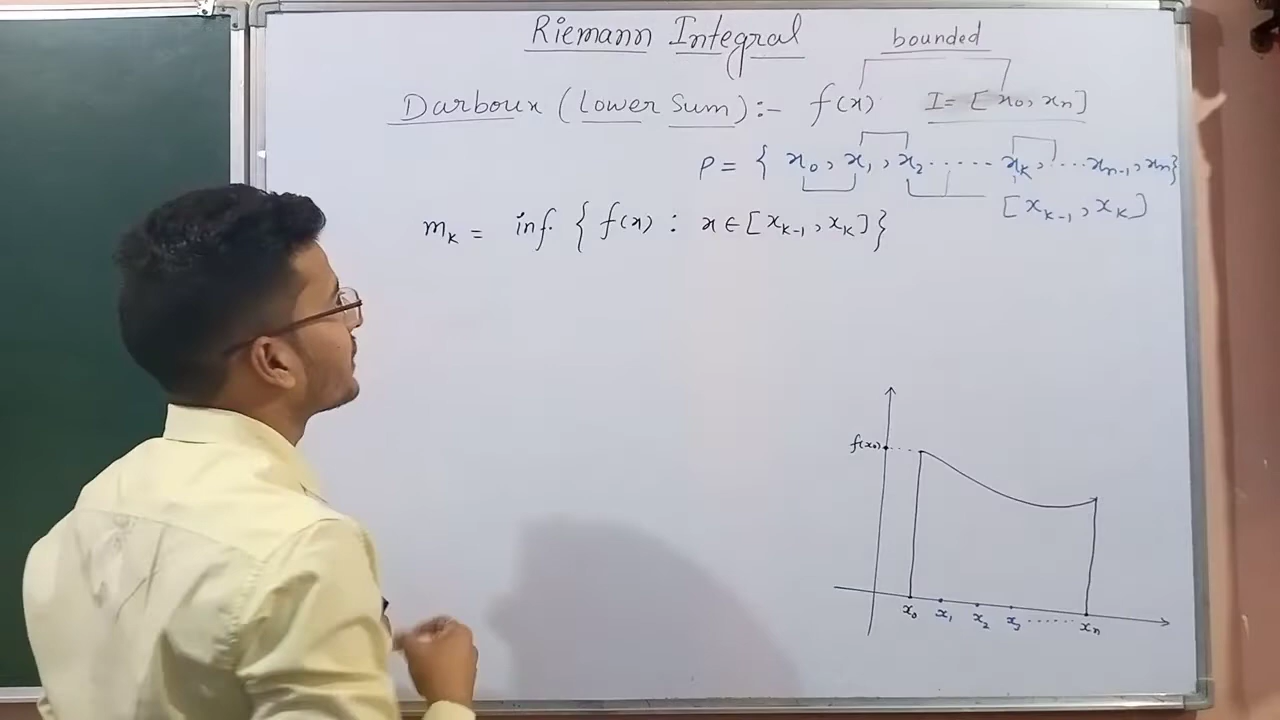 Riemann Integral
bounded
Darboux (Lower Sum) :- f(x) I = [x₀, xₙ]
P = { x₀, x₁, x₂ ...... xₖ, .... xₙ₋₁, xₙ}
[xₖ₋₁, xₖ]
mₖ = inf. { f(x) : x ∈ [xₖ₋₁, xₖ] }
f(x₀)
x₀ x₁ x₂ x₃ ...... xₙ